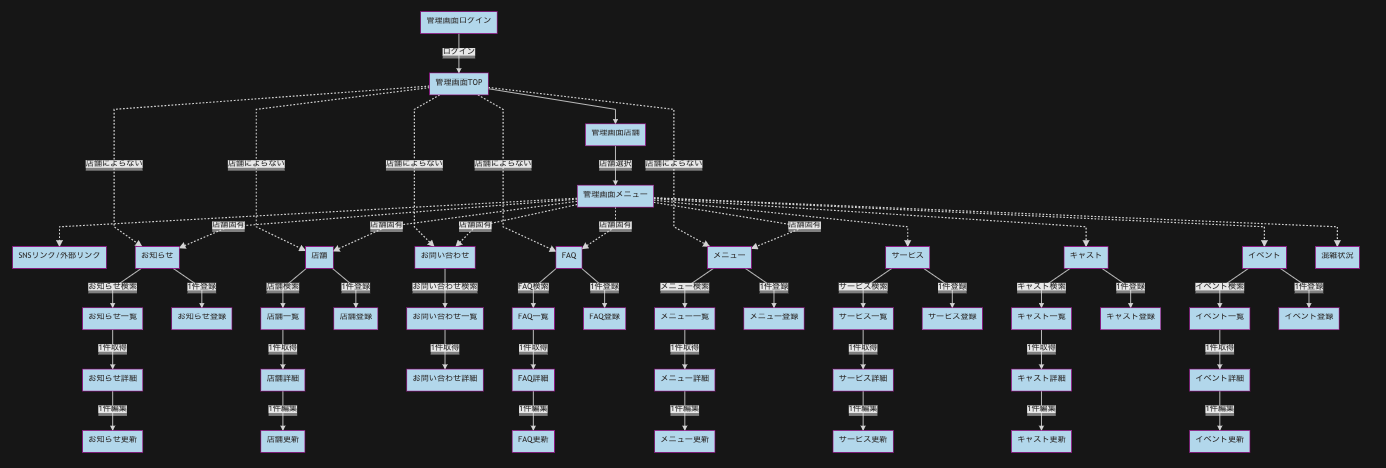 管理画面ログイン
ログイン
管理画面TOP
管理画面店舗
店舗によらない
店舗によらない
店舗によらない
店舗によらない
店舗選択
店舗によらない
管理画面メニュー
店舗固有
店舗固有
店舗固有
店舗固有
店舗固有
SNSリンク/外部リンク
お知らせ
店舗
お問い合わせ
FAQ
メニュー
サービス
キャスト
イベント
混雑状況
お知らせ検索
1件登録
店舗検索
1件登録
お問い合わせ検索
FAQ検索
1件登録
メニュー検索
1件登録
サービス検索
1件登録
キャスト検索
1件登録
イベント検索
1件登録
お知らせ一覧
お知らせ登録
店舗一覧
店舗登録
お問い合わせ一覧
FAQ一覧
FAQ登録
メニュー一覧
メニュー登録
サービス一覧
サービス登録
キャスト一覧
キャスト登録
イベント一覧
イベント登録
1件取得
1件取得
1件取得
1件取得
1件取得
1件取得
1件取得
1件取得
お知らせ詳細
店舗詳細
お問い合わせ詳細
FAQ詳細
メニュー詳細
サービス詳細
キャスト詳細
イベント詳細
1件編集
1件編集
1件編集
1件編集
1件編集
1件編集
1件編集
お知らせ更新
店舗更新
FAQ更新
メニュー更新
サービス更新
キャスト更新
イベント更新